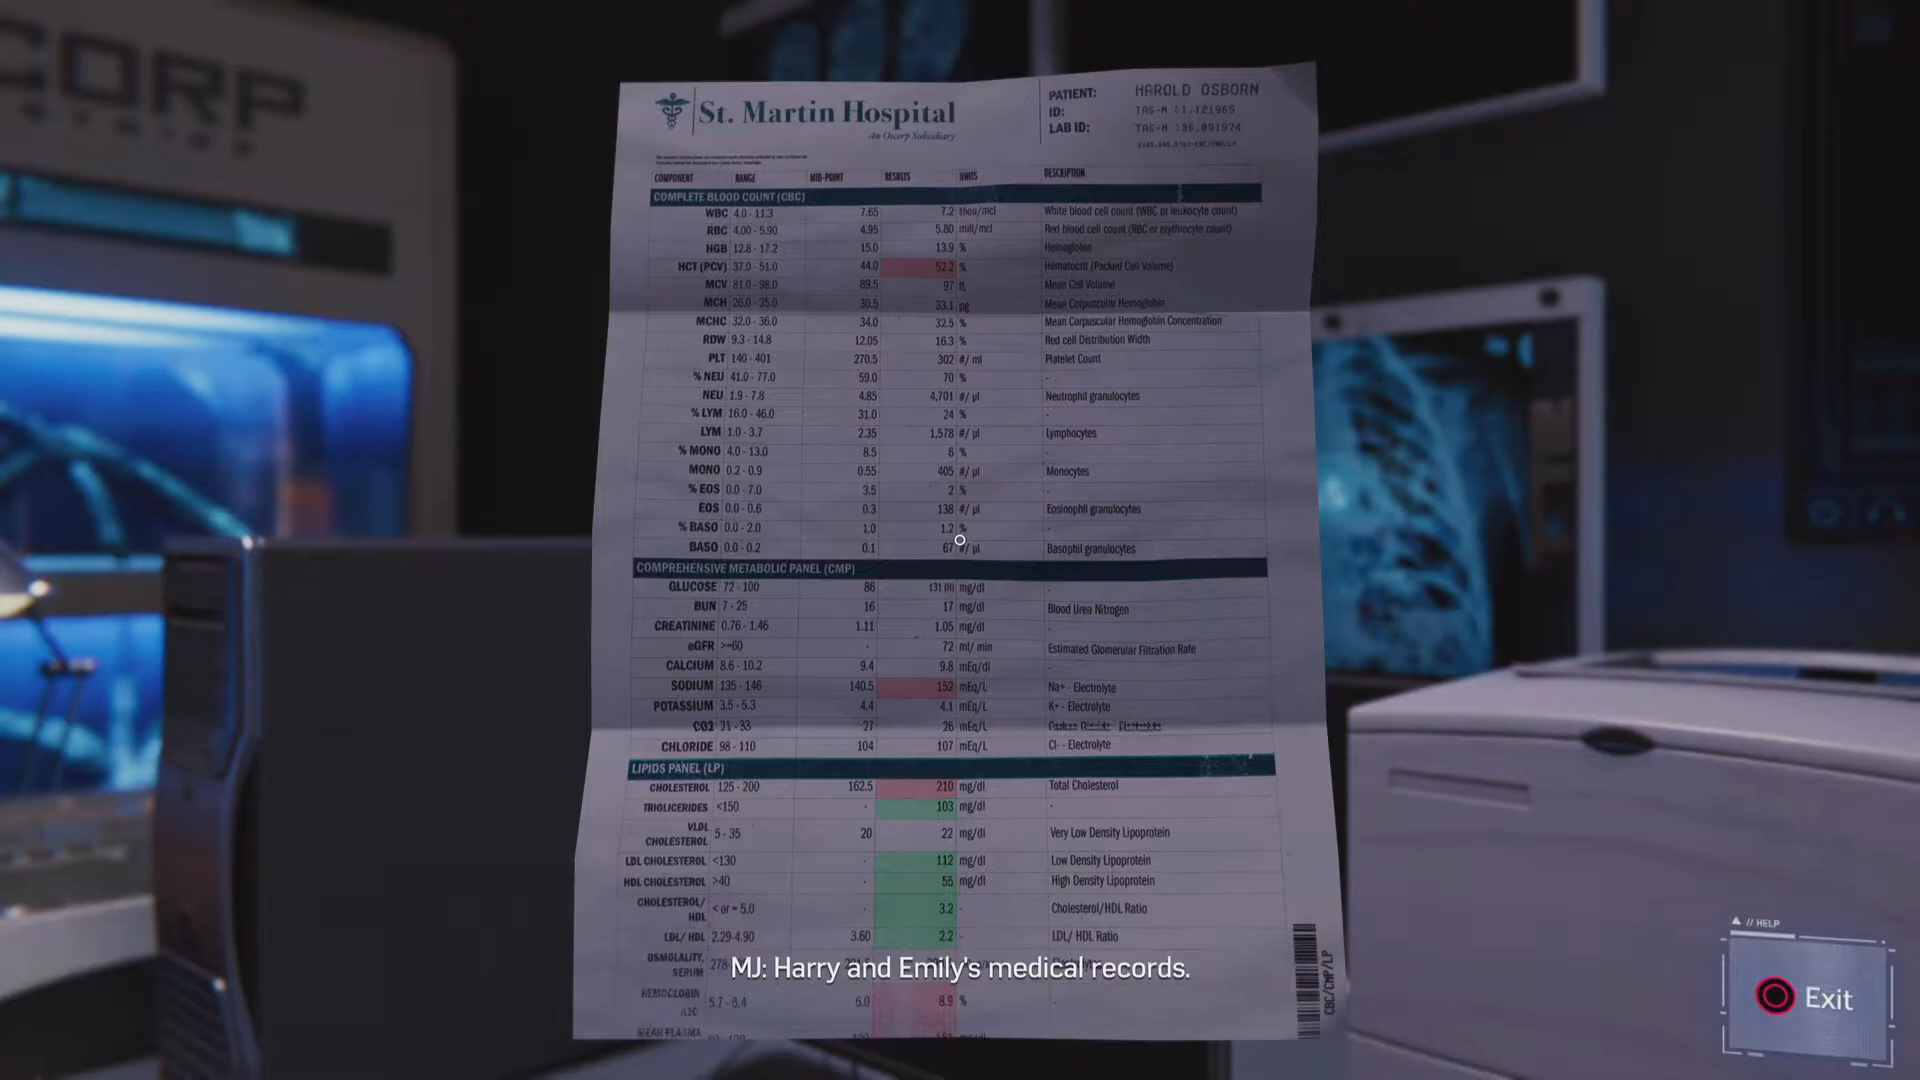 CORP
St. Martin Hospital
An Oscorp Subsidiary
PATIENT: HAROLD OSBORN
ID: TAG-M :1.121965
LAB ID: TAG-M :36.091974
COMPONENT RANGE MID-POINT RESULTS UNITS DESCRIPTION
COMPLETE BLOOD COUNT (CBC)
WBC 4.0 - 11.3 7.65 7.2 thou/mcl White blood cell count (WBC or leukocyte count)
RBC 4.00 - 5.90 4.95 5.80 mill/mcl Red blood cell count (RBC or erythrocyte count)
HGB 12.8 - 17.2 15.0 13.9 % Hemoglobin
HCT (PCV) 37.0 - 51.0 44.0 52.2 % Hematocrit (Packed Cell Volume)
MCV 81.0 - 98.0 89.5 97 fl Mean Cell Volume
MCH 26.0 - 35.0 30.5 33.1 pg Mean Corpuscular Hemoglobin
MCHC 32.0 - 36.0 34.0 32.5 % Mean Corpuscular Hemoglobin Concentration
RDW 9.3 - 14.8 12.05 16.3 % Red cell Distribution Width
PLT 140 - 401 270.5 302 #/ ml Platelet Count
% NEU 41.0 - 77.0 59.0 70 % -
NEU 1.9 - 7.8 4.85 4,701 #/ µl Neutrophil granulocytes
% LYM 16.0 - 46.0 31.0 24 % -
LYM 1.0 - 3.7 2.35 1,578 #/ µl Lymphocytes
% MONO 4.0 - 13.0 8.5 6 % -
MONO 0.2 - 0.9 0.55 405 #/ µl Monocytes
% EOS 0.0 - 7.0 3.5 2 % -
EOS 0.0 - 0.6 0.3 138 #/ µl Eosinophil granulocytes
% BASO 0.0 - 2.0 1.0 1.2 % -
BASO 0.0 - 0.2 0.1 67 #/ µl Basophil granulocytes
COMPREHENSIVE METABOLIC PANEL (CMP)
GLUCOSE 72 - 100 86 131 (H) mg/dl -
BUN 7 - 25 16 17 mg/dl Blood Urea Nitrogen
CREATININE 0.76 - 1.46 1.11 1.05 mg/dl -
eGFR >=60 - 72 ml/ min Estimated Glomerular Filtration Rate
CALCIUM 8.6 - 10.2 9.4 9.8 mEq/dl -
SODIUM 135 - 146 140.5 152 mEq/L Na+ - Electrolyte
POTASSIUM 3.5 - 5.3 4.4 4.1 mEq/L K+ - Electrolyte
CO2 21 - 33 27 26 mEq/L Carbon Dioxide - Electrolyte
CHLORIDE 98 - 110 104 107 mEq/L Cl- - Electrolyte
LIPIDS PANEL (LP)
CHOLESTEROL 125 - 200 162.5 210 mg/dl Total Cholesterol
TRIGLICERIDES <150 - 103 mg/dl -
VLDL CHOLESTEROL 5 - 35 20 22 mg/dl Very Low Density Lipoprotein
LDL CHOLESTEROL <130 - 112 mg/dl Low Density Lipoprotein
HDL CHOLESTEROL >40 - 55 mg/dl High Density Lipoprotein
CHOLESTEROL/ HDL < or = 5.0 - 3.2 - Cholesterol/HDL Ratio
LDL/ HDL 2.29-4.90 3.60 2.2 - LDL/ HDL Ratio
OSMOLALITY, SERUM 278
MJ: Harry and Emily's medical records.
HEMOGLOBIN A1C 5.7 - 6.4 6.0 8.9 % -
MEAN PLASMA
CBC/CMP/LP
// HELP
Exit